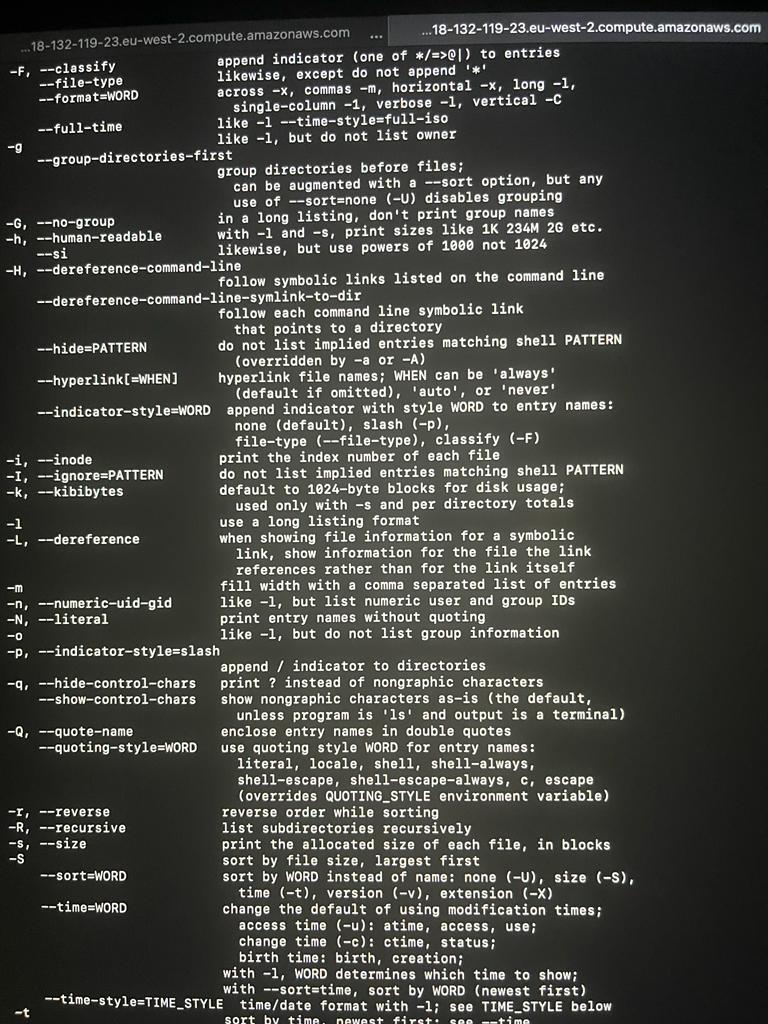 ...18-132-119-23.eu-west-2.compute.amazonaws.com ... ...18-132-119-23.eu-west-2.compute.amazonaws.com
-F, --classify append indicator (one of */=>@|) to entries
--file-type likewise, except do not append '*'
--format=WORD across -x, commas -m, horizontal -x, long -l,
single-column -1, verbose -l, vertical -C
--full-time like -l --time-style=full-iso
-g like -l, but do not list owner
--group-directories-first
group directories before files;
can be augmented with a --sort option, but any
use of --sort=none (-U) disables grouping
-G, --no-group in a long listing, don't print group names
-h, --human-readable with -l and -s, print sizes like 1K 234M 2G etc.
--si likewise, but use powers of 1000 not 1024
-H, --dereference-command-line
follow symbolic links listed on the command line
--dereference-command-line-symlink-to-dir
follow each command line symbolic link
that points to a directory
--hide=PATTERN do not list implied entries matching shell PATTERN
(overridden by -a or -A)
--hyperlink[=WHEN] hyperlink file names; WHEN can be 'always'
(default if omitted), 'auto', or 'never'
--indicator-style=WORD append indicator with style WORD to entry names:
none (default), slash (-p),
file-type (--file-type), classify (-F)
-i, --inode print the index number of each file
-I, --ignore=PATTERN do not list implied entries matching shell PATTERN
-k, --kibibytes default to 1024-byte blocks for disk usage;
used only with -s and per directory totals
-l use a long listing format
-L, --dereference when showing file information for a symbolic
link, show information for the file the link
references rather than for the link itself
-m fill width with a comma separated list of entries
-n, --numeric-uid-gid like -l, but list numeric user and group IDs
-N, --literal print entry names without quoting
-o like -l, but do not list group information
-p, --indicator-style=slash
append / indicator to directories
-q, --hide-control-chars print ? instead of nongraphic characters
--show-control-chars show nongraphic characters as-is (the default,
unless program is 'ls' and output is a terminal)
-Q, --quote-name enclose entry names in double quotes
--quoting-style=WORD use quoting style WORD for entry names:
literal, locale, shell, shell-always,
shell-escape, shell-escape-always, c, escape
(overrides QUOTING_STYLE environment variable)
-r, --reverse reverse order while sorting
-R, --recursive list subdirectories recursively
-s, --size print the allocated size of each file, in blocks
-S sort by file size, largest first
--sort=WORD sort by WORD instead of name: none (-U), size (-S),
time (-t), version (-v), extension (-X)
--time=WORD change the default of using modification times;
access time (-u): atime, access, use;
change time (-c): ctime, status;
birth time: birth, creation;
with -l, WORD determines which time to show;
with --sort=time, sort by WORD (newest first)
--time-style=TIME_STYLE time/date format with -l; see TIME_STYLE below
-t sort by time, newest first; see --time